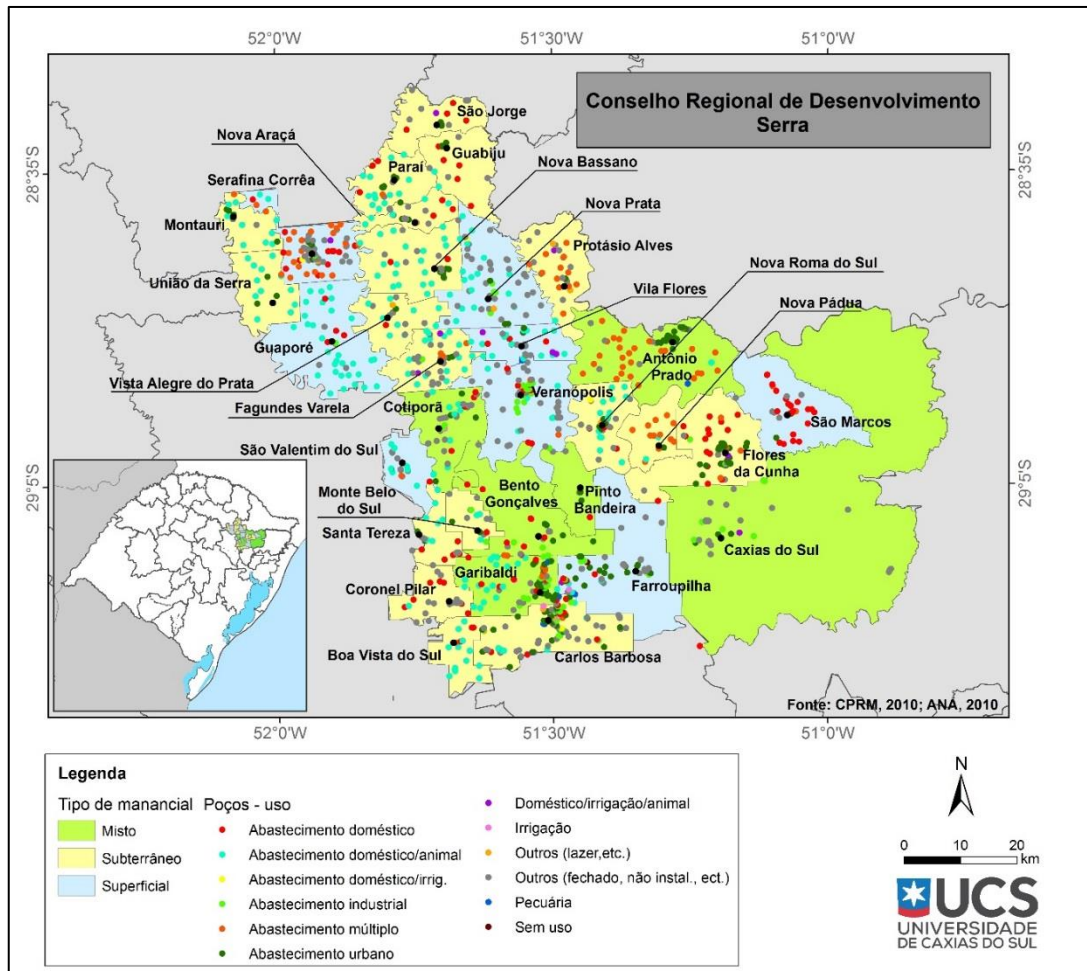 52°0'W
51°30'W
51°0'W
Conselho Regional de Desenvolvimento
Serra
28°35'S
28°35'S
29°5'S
29°5'S
São Jorge
Nova Araçá
Guabiju
Nova Bassano
Paraí
Serafina Corrêa
Nova Prata
Montauri
Protásio Alves
Nova Roma do Sul
União da Serra
Vila Flores
Nova Pádua
Guaporé
Antônio
Prado
Vista Alegre do Prata
Veranópolis
Fagundes Varela
Cotiporã
São Marcos
São Valentim do Sul
Flores
da Cunha
Monte Belo
do Sul
Bento
Gonçalves
Pinto
Bandeira
Santa Tereza
Caxias do Sul
Garibaldi
Farroupilha
Coronel Pilar
Boa Vista do Sul
Carlos Barbosa
Fonte: CPRM, 2010; ANA, 2010
52°0'W
51°30'W
51°0'W
Legenda
Tipo de manancial
Misto
Subterrâneo
Superficial
Poços - uso
Abastecimento doméstico
Abastecimento doméstico/animal
Abastecimento doméstico/irrig.
Abastecimento industrial
Abastecimento múltiplo
Abastecimento urbano
Doméstico/irrigação/animal
Irrigação
Outros (lazer,etc.)
Outros (fechado, não instal., ect.)
Pecuária
Sem uso
N
0 10 20
km
UCS
UNIVERSIDADE
DE CAXIAS DO SUL